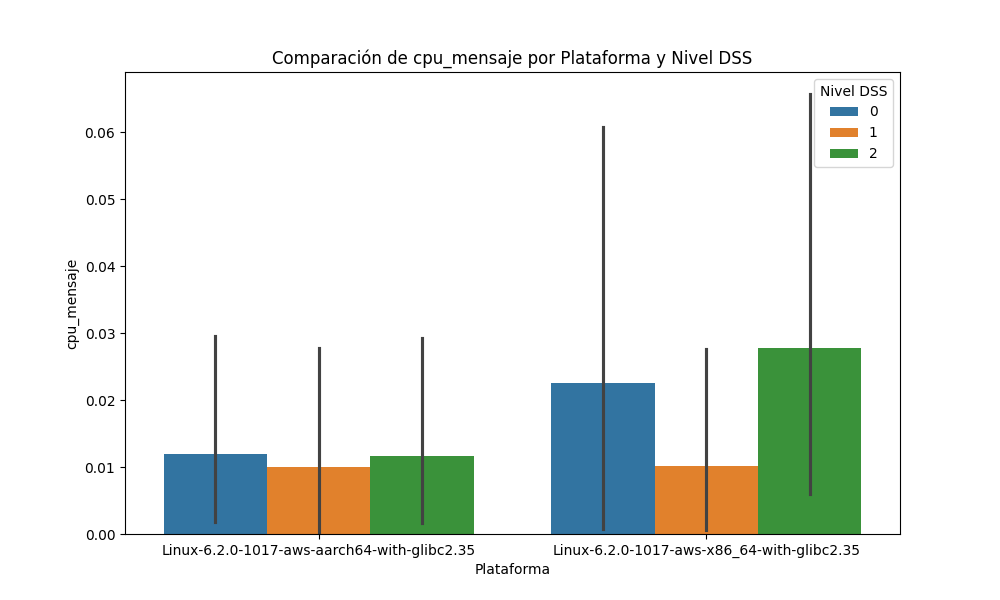 Comparación de cpu_mensaje por Plataforma y Nivel DSS
Nivel DSS
0
1
2
0.06
0.05
0.04
0.03
0.02
0.01
0.00
cpu_mensaje
Linux-6.2.0-1017-aws-aarch64-with-glibc2.35
Linux-6.2.0-1017-aws-x86_64-with-glibc2.35
Plataforma